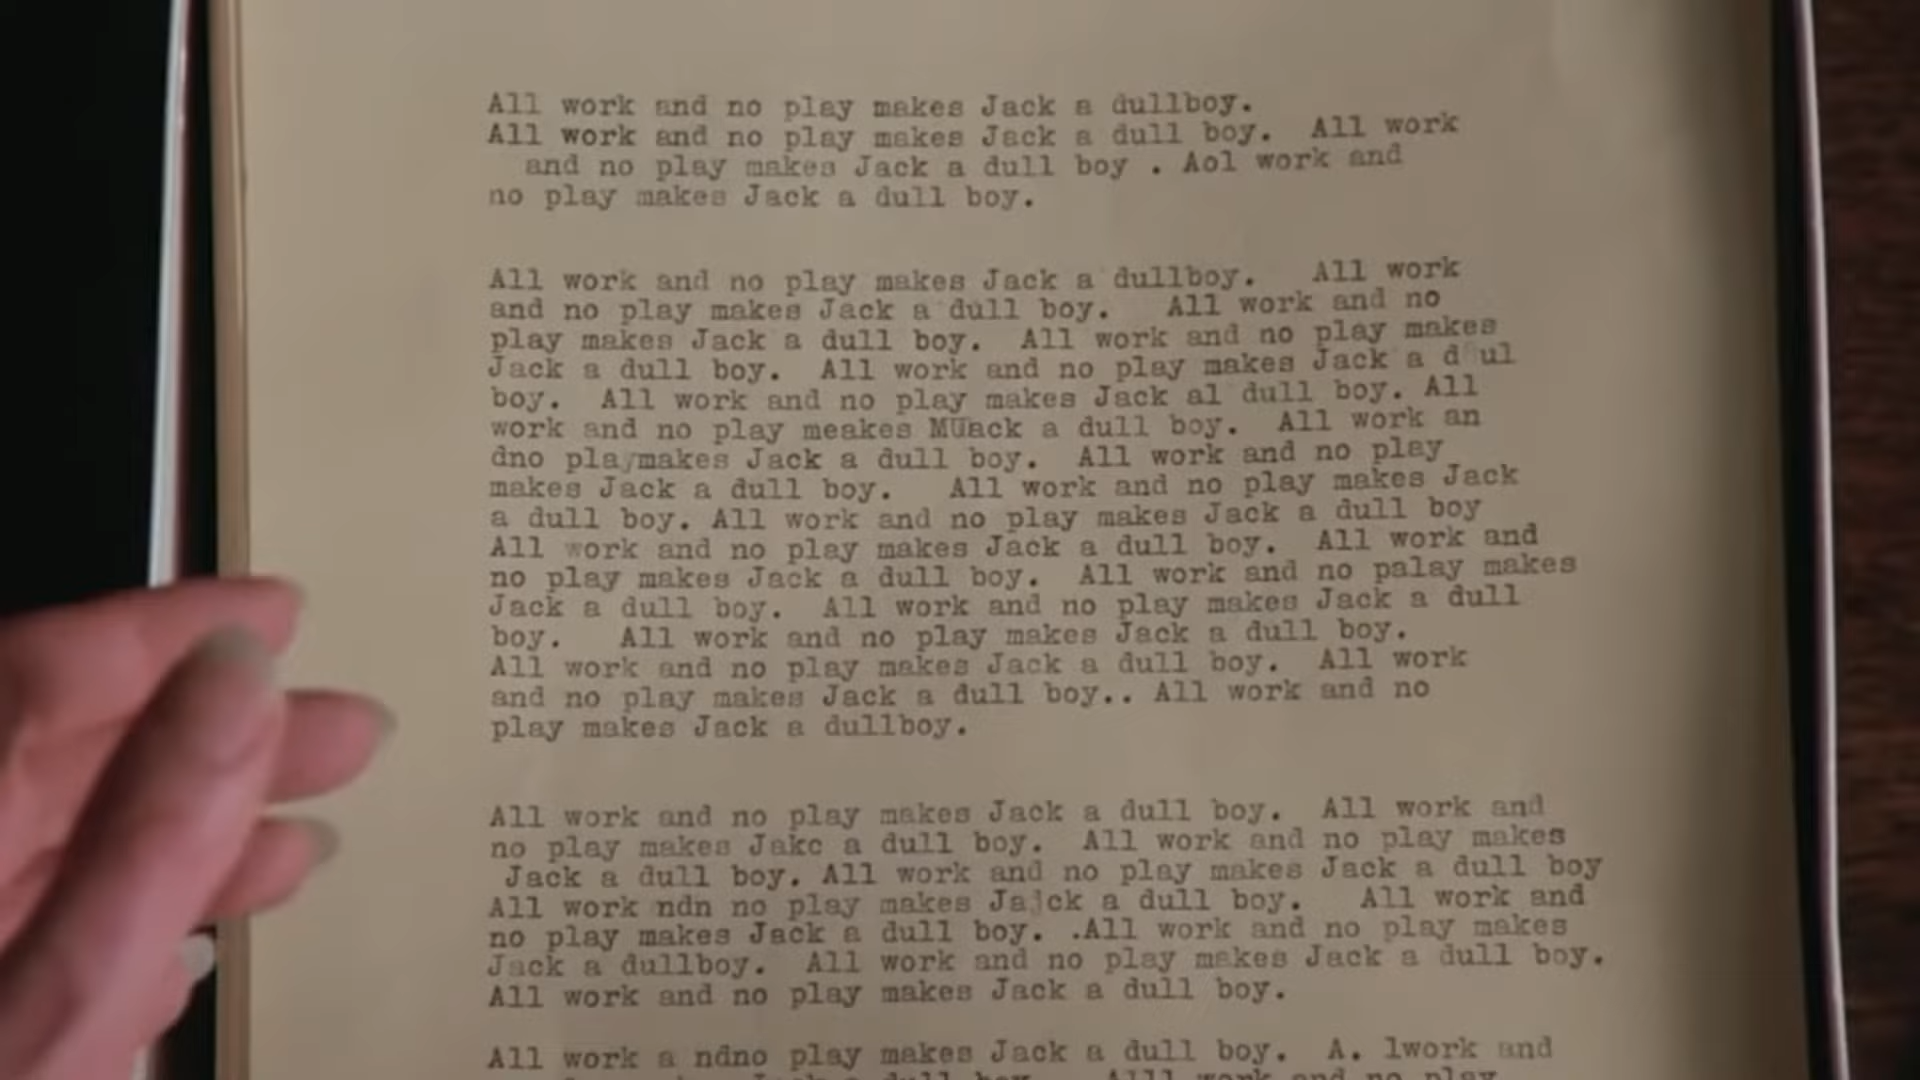 All work and no play makes Jack a dullboy.
All work and no play makes Jack a dull boy. All work
and no play makes Jack a dull boy . Aol work and
no play makes Jack a dull boy.
All work and no play makes Jack a dullboy. All work
and no play makes Jack a dull boy. All work and no
play makes Jack a dull boy. All work and no play makes
Jack a dull boy. All work and no play makes Jack a d ul
boy. All work and no play makes Jack al dull boy. All
work and no play meakes MUack a dull boy. All work an
dno playmakes Jack a dull boy. All work and no play
makes Jack a dull boy. All work and no play makes Jack
a dull boy. All work and no play makes Jack a dull boy
All work and no play makes Jack a dull boy. All work and
no play makes Jack a dull boy. All work and no palay makes
Jack a dull boy. All work and no play makes Jack a dull
boy. All work and no play makes Jack a dull boy.
All work and no play makes Jack a dull boy. All work
and no play makes Jack a dull boy.. All work and no
play makes Jack a dullboy.
All work and no play makes Jack a dull boy. All work and
no play makes Jakc a dull boy. All work and no play makes
Jack a dull boy. All work and no play makes Jack a dull boy
All work ndn no play makes Jajck a dull boy. All work and
no play makes Jack a dull boy. .All work and no play makes
Jack a dullboy. All work and no play makes Jack a dull boy.
All work and no play makes Jack a dull boy.
All work a ndno play makes Jack a dull boy. A. lwork and